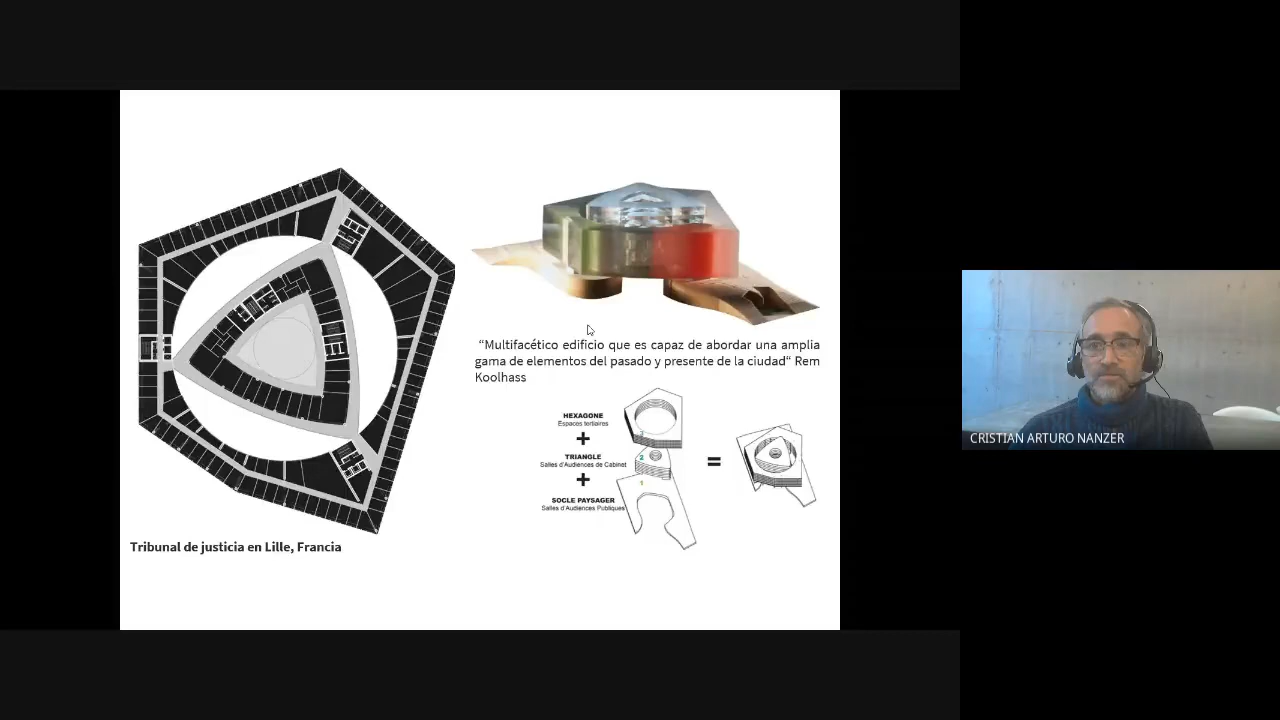 “Multifacético edificio que es capaz de abordar una amplia
gama de elementos del pasado y presente de la ciudad“ Rem
Koolhass
HEXAGONE
Espaces tertiaires
+
TRIANGLE
Salles d'Audiences de Cabinet
+
SOCLE PAYSAGER
Salles d'Audiences Publiques
2
1
=
Tribunal de justicia en Lille, Francia
CRISTIAN ARTURO NANZER